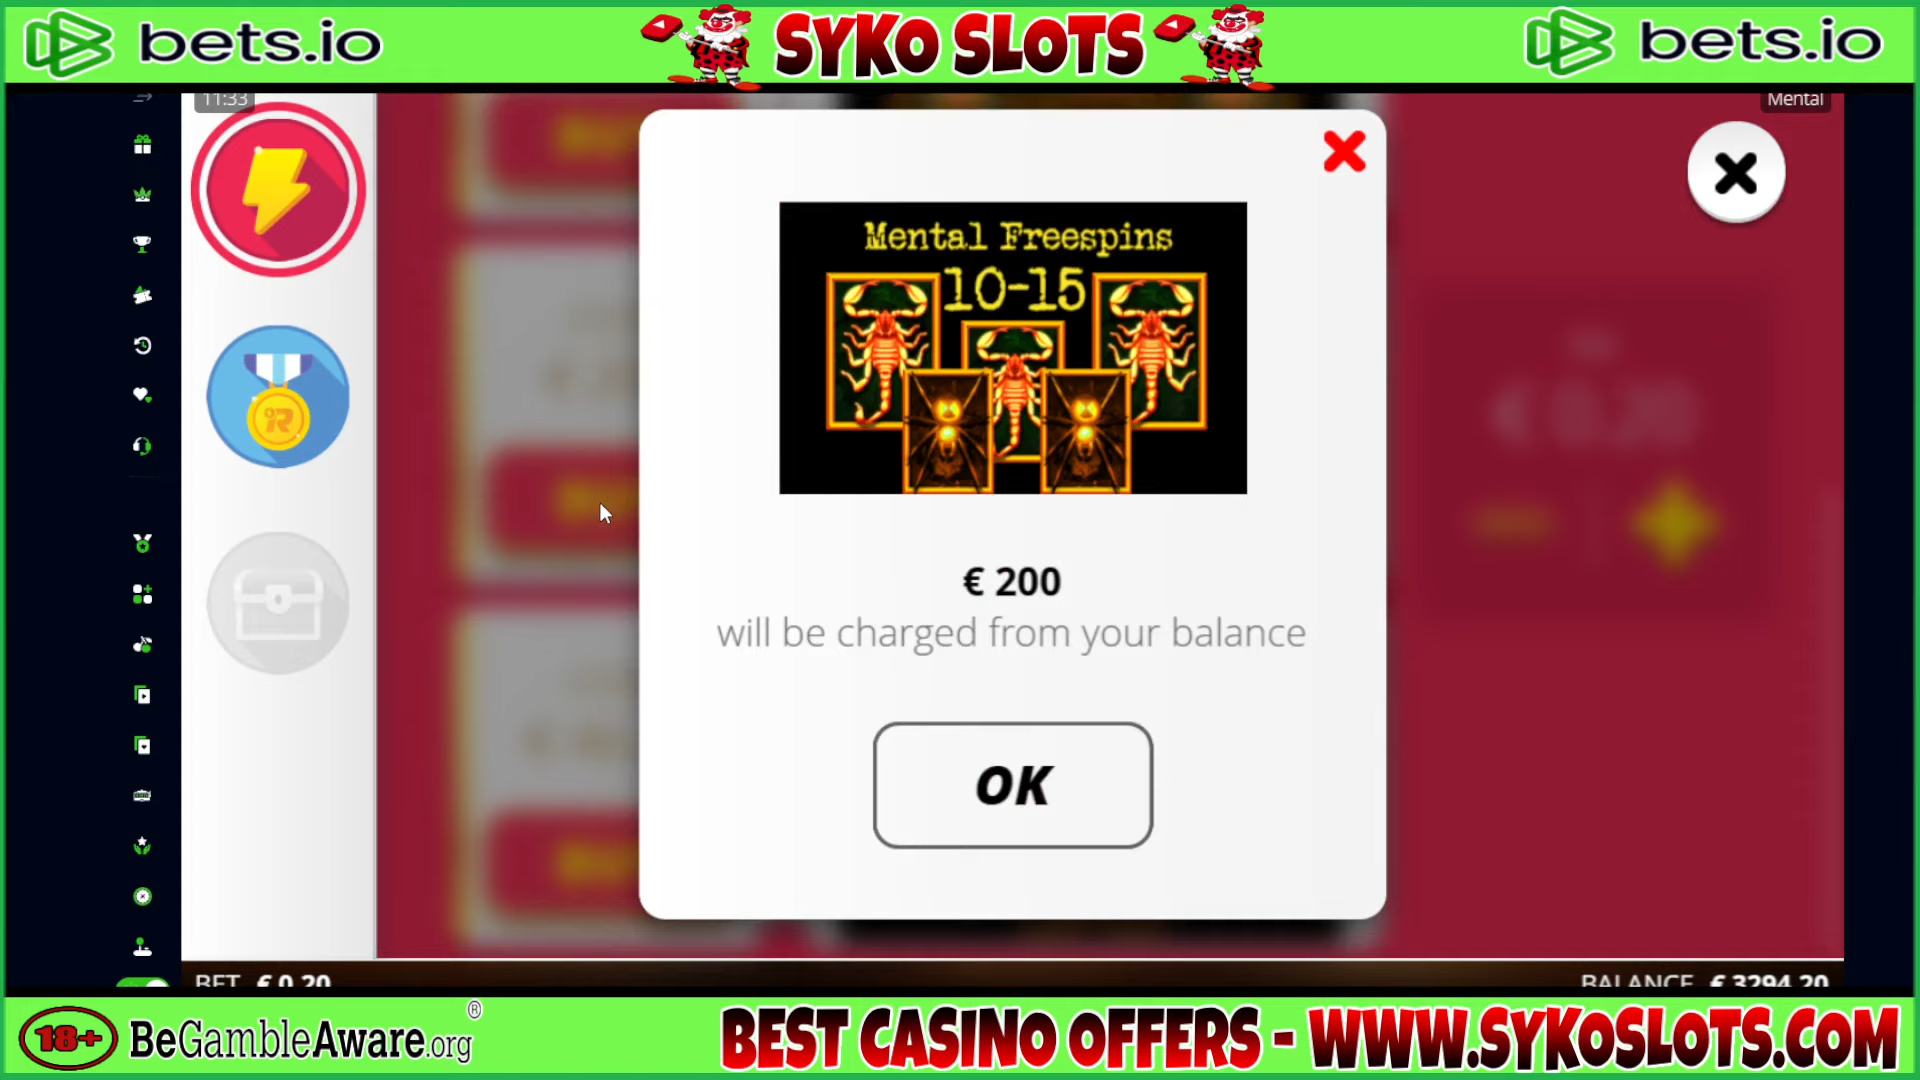 bets.io
SYKO SLOTS
bets.io
11:33
Mental
Mental Freespins
10-15
€ 200
will be charged from your balance
OK
BET € 0.20
BALANCE € 3294.20
18+ BeGambleAware.org®
BEST CASINO OFFERS - WWW.SYKOSLOTS.COM